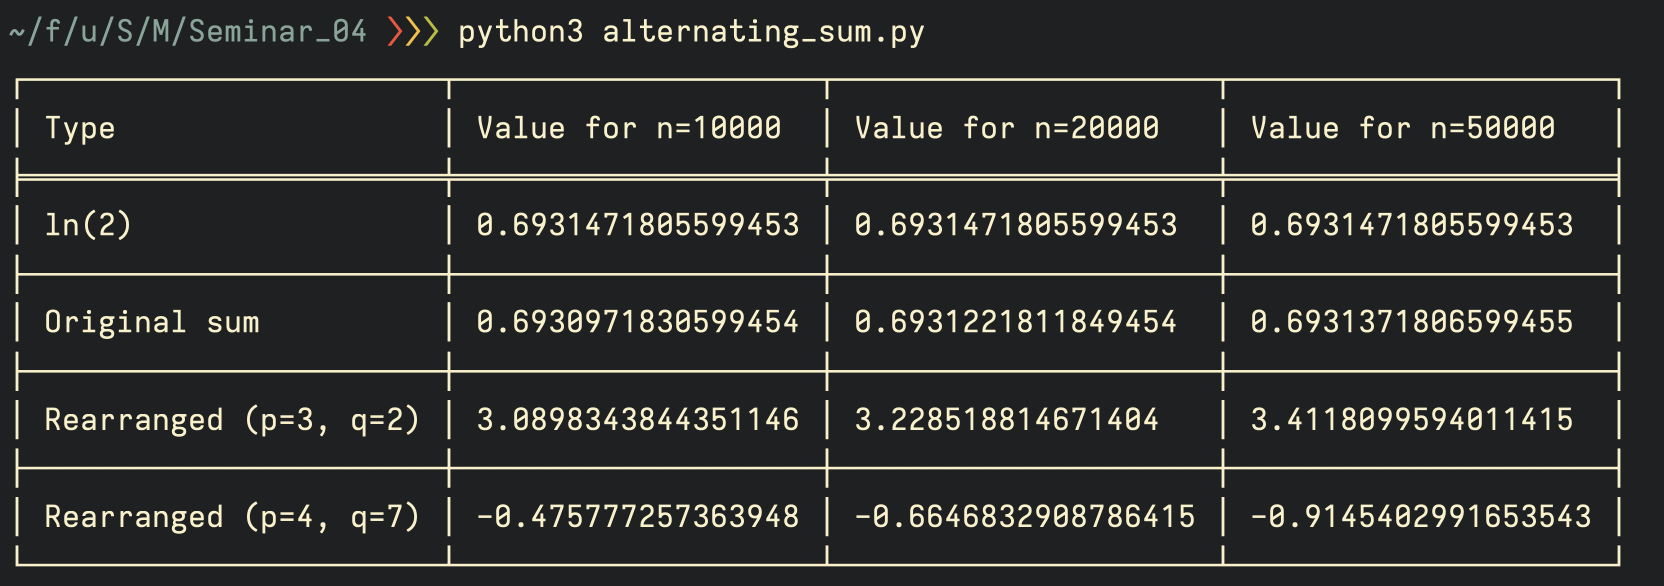 ~/f/u/S/M/Seminar_04 ❯❯❯ python3 alternating_sum.py
Type Value for n=10000 Value for n=20000 Value for n=50000
ln(2) 0.6931471805599453 0.6931471805599453 0.6931471805599453
Original sum 0.6930971830599454 0.6931221811849454 0.6931371806599455
Rearranged (p=3, q=2) 3.0898343844351146 3.228518814671404 3.4118099594011415
Rearranged (p=4, q=7) -0.475777257363948 -0.6646832908786415 -0.9145402991653543